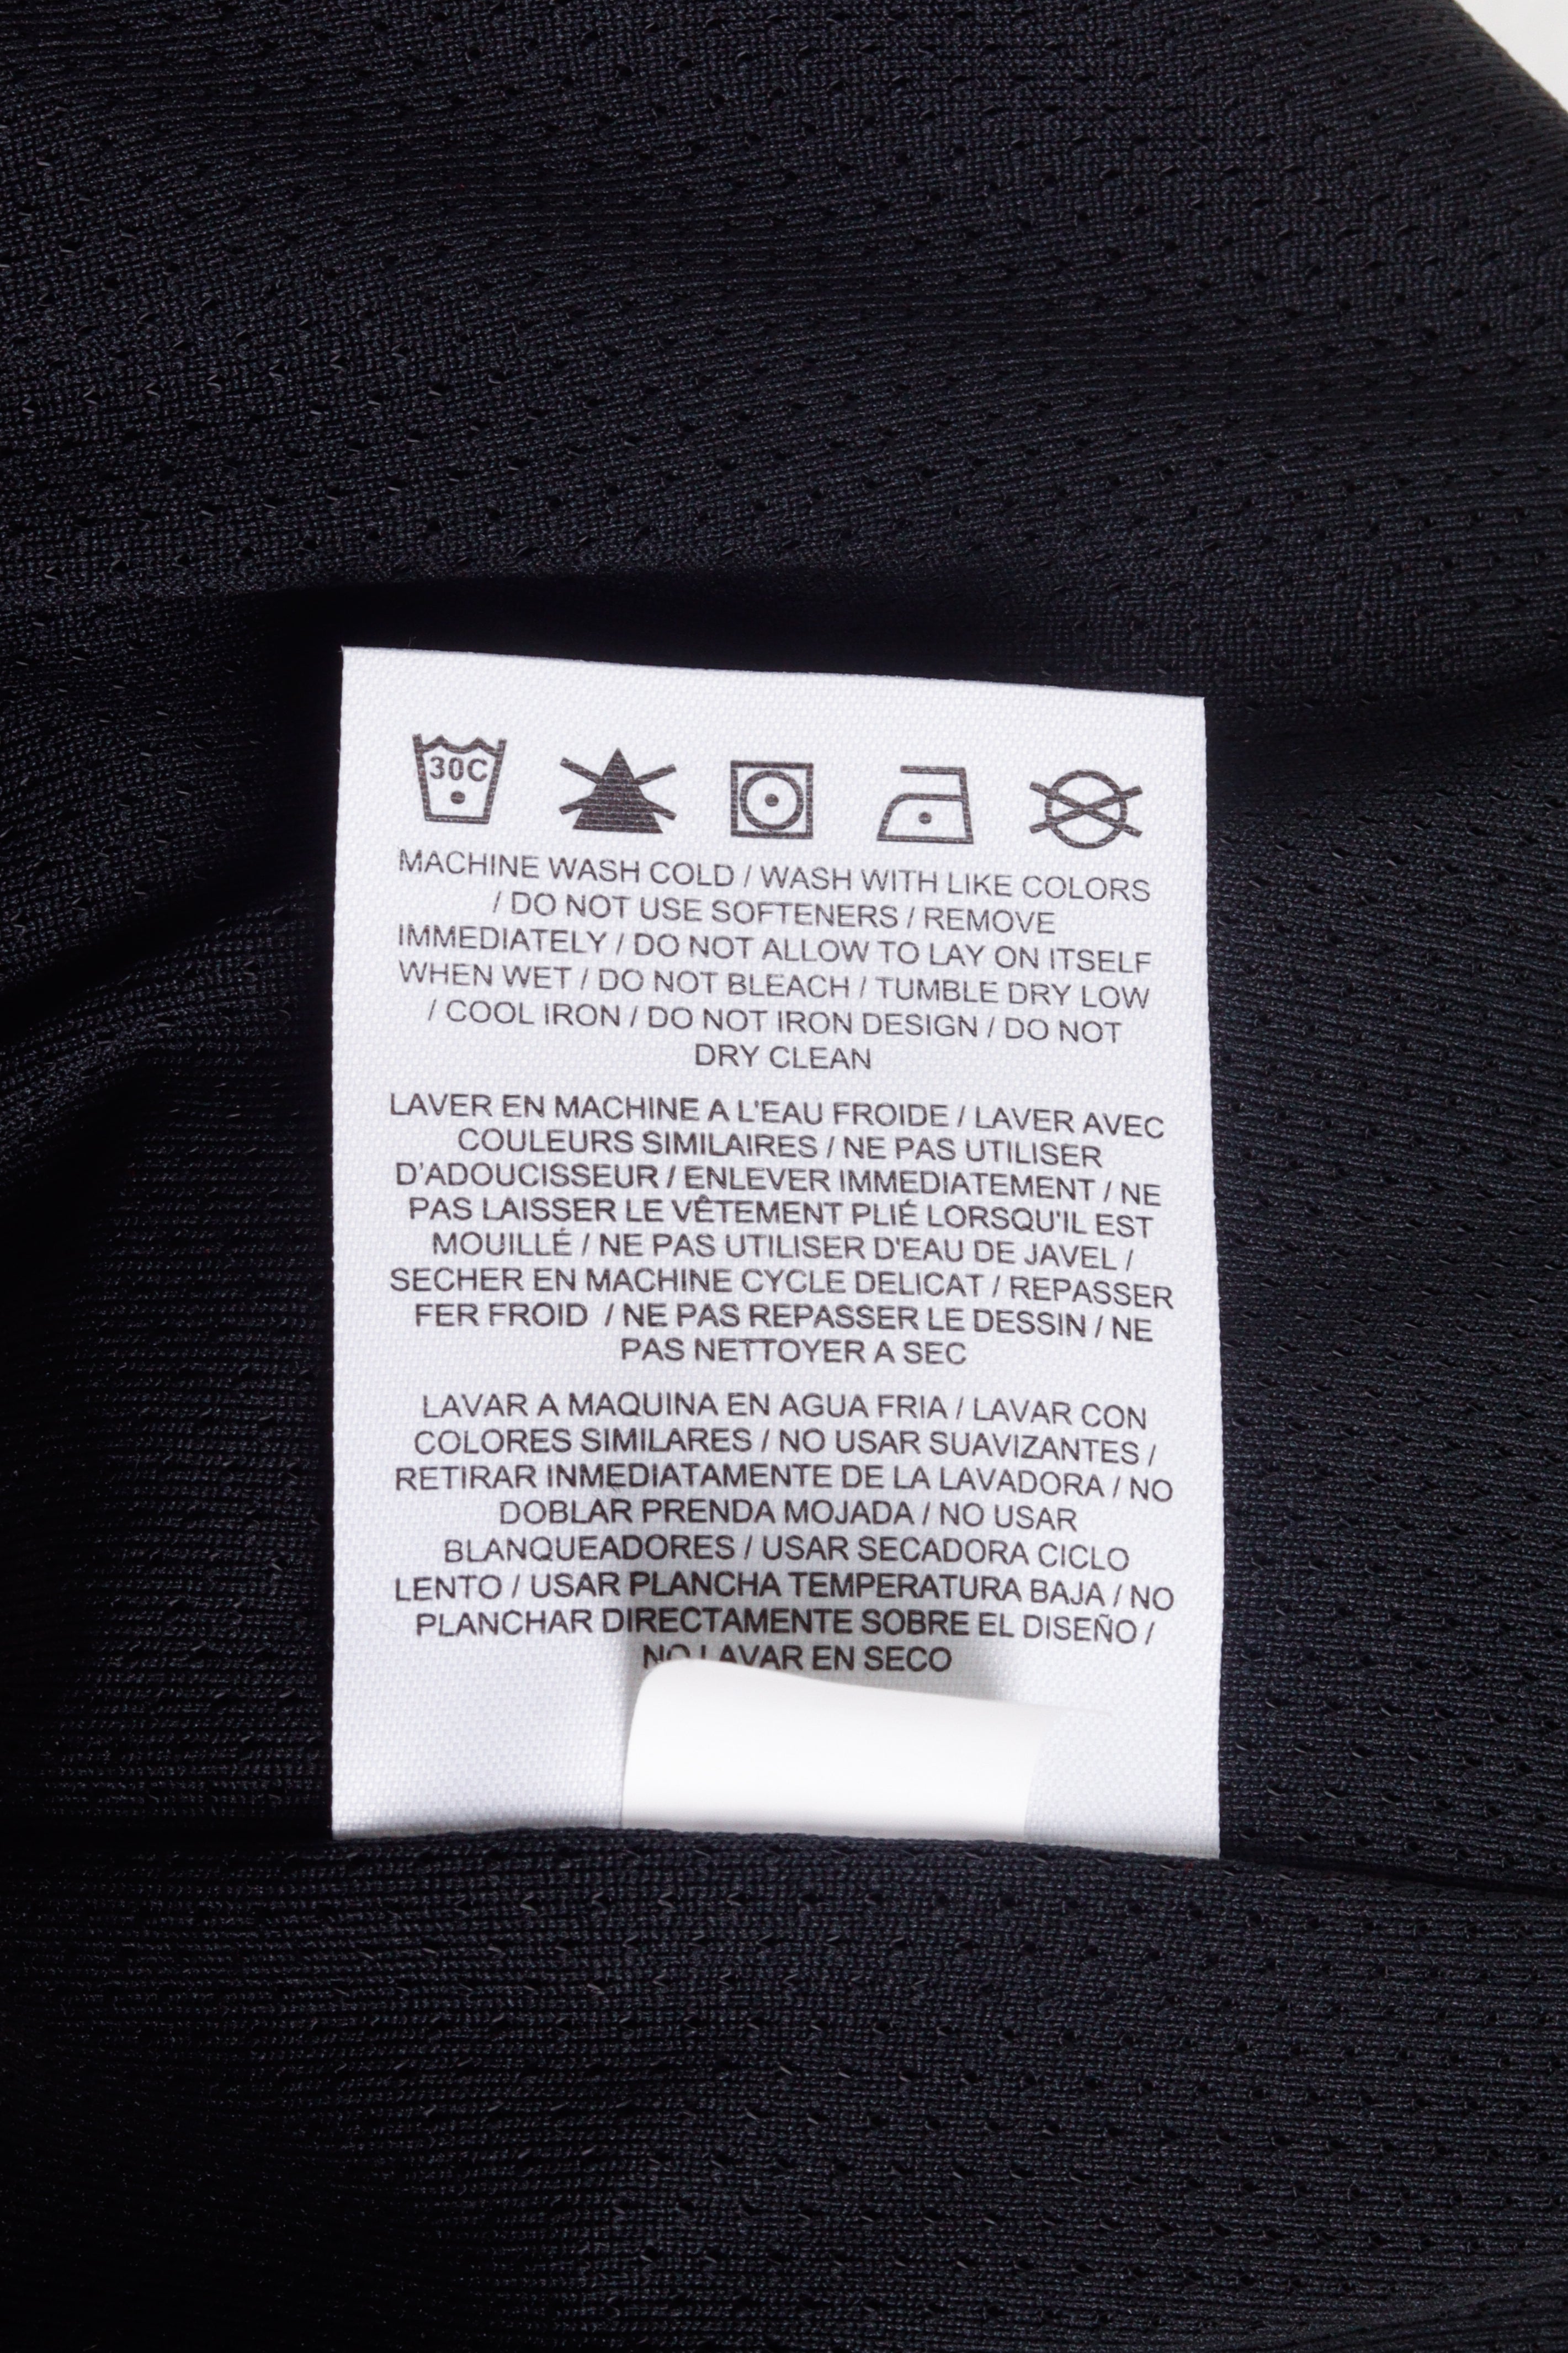 30C
MACHINE WASH COLD / WASH WITH LIKE COLORS
/ DO NOT USE SOFTENERS / REMOVE
IMMEDIATELY / DO NOT ALLOW TO LAY ON ITSELF
WHEN WET / DO NOT BLEACH / TUMBLE DRY LOW
/ COOL IRON / DO NOT IRON DESIGN / DO NOT
DRY CLEAN
LAVER EN MACHINE A L'EAU FROIDE / LAVER AVEC
COULEURS SIMILAIRES / NE PAS UTILISER
D'ADOUCISSEUR / ENLEVER IMMEDIATEMENT / NE
PAS LAISSER LE VÊTEMENT PLIÉ LORSQU'IL EST
MOUILLÉ / NE PAS UTILISER D'EAU DE JAVEL /
SECHER EN MACHINE CYCLE DELICAT / REPASSER
FER FROID / NE PAS REPASSER LE DESSIN / NE
PAS NETTOYER A SEC
LAVAR A MAQUINA EN AGUA FRIA / LAVAR CON
COLORES SIMILARES / NO USAR SUAVIZANTES /
RETIRAR INMEDIATAMENTE DE LA LAVADORA / NO
DOBLAR PRENDA MOJADA / NO USAR
BLANQUEADORES / USAR SECADORA CICLO
LENTO / USAR PLANCHA TEMPERATURA BAJA / NO
PLANCHAR DIRECTAMENTE SOBRE EL DISEÑO /
NO LAVAR EN SECO